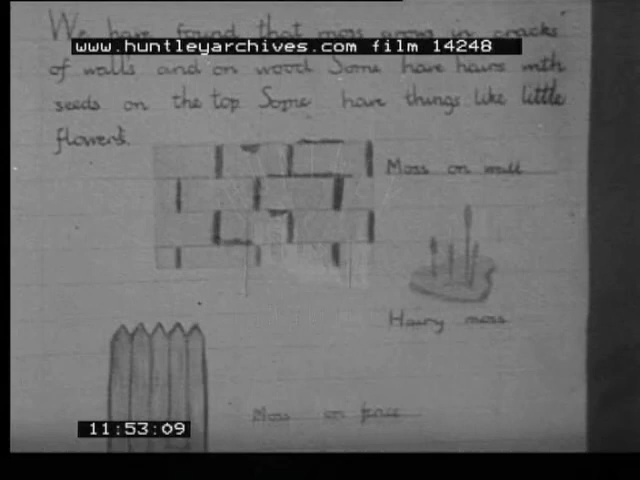 We have found that moss grows in cracks
www.huntleyarchives.com film 14248
of walls and on wood Some have hairs with
seeds on the top Some have things like little
flowers.
Moss on wall
Hairy moss
Moss on fence
11:53:09